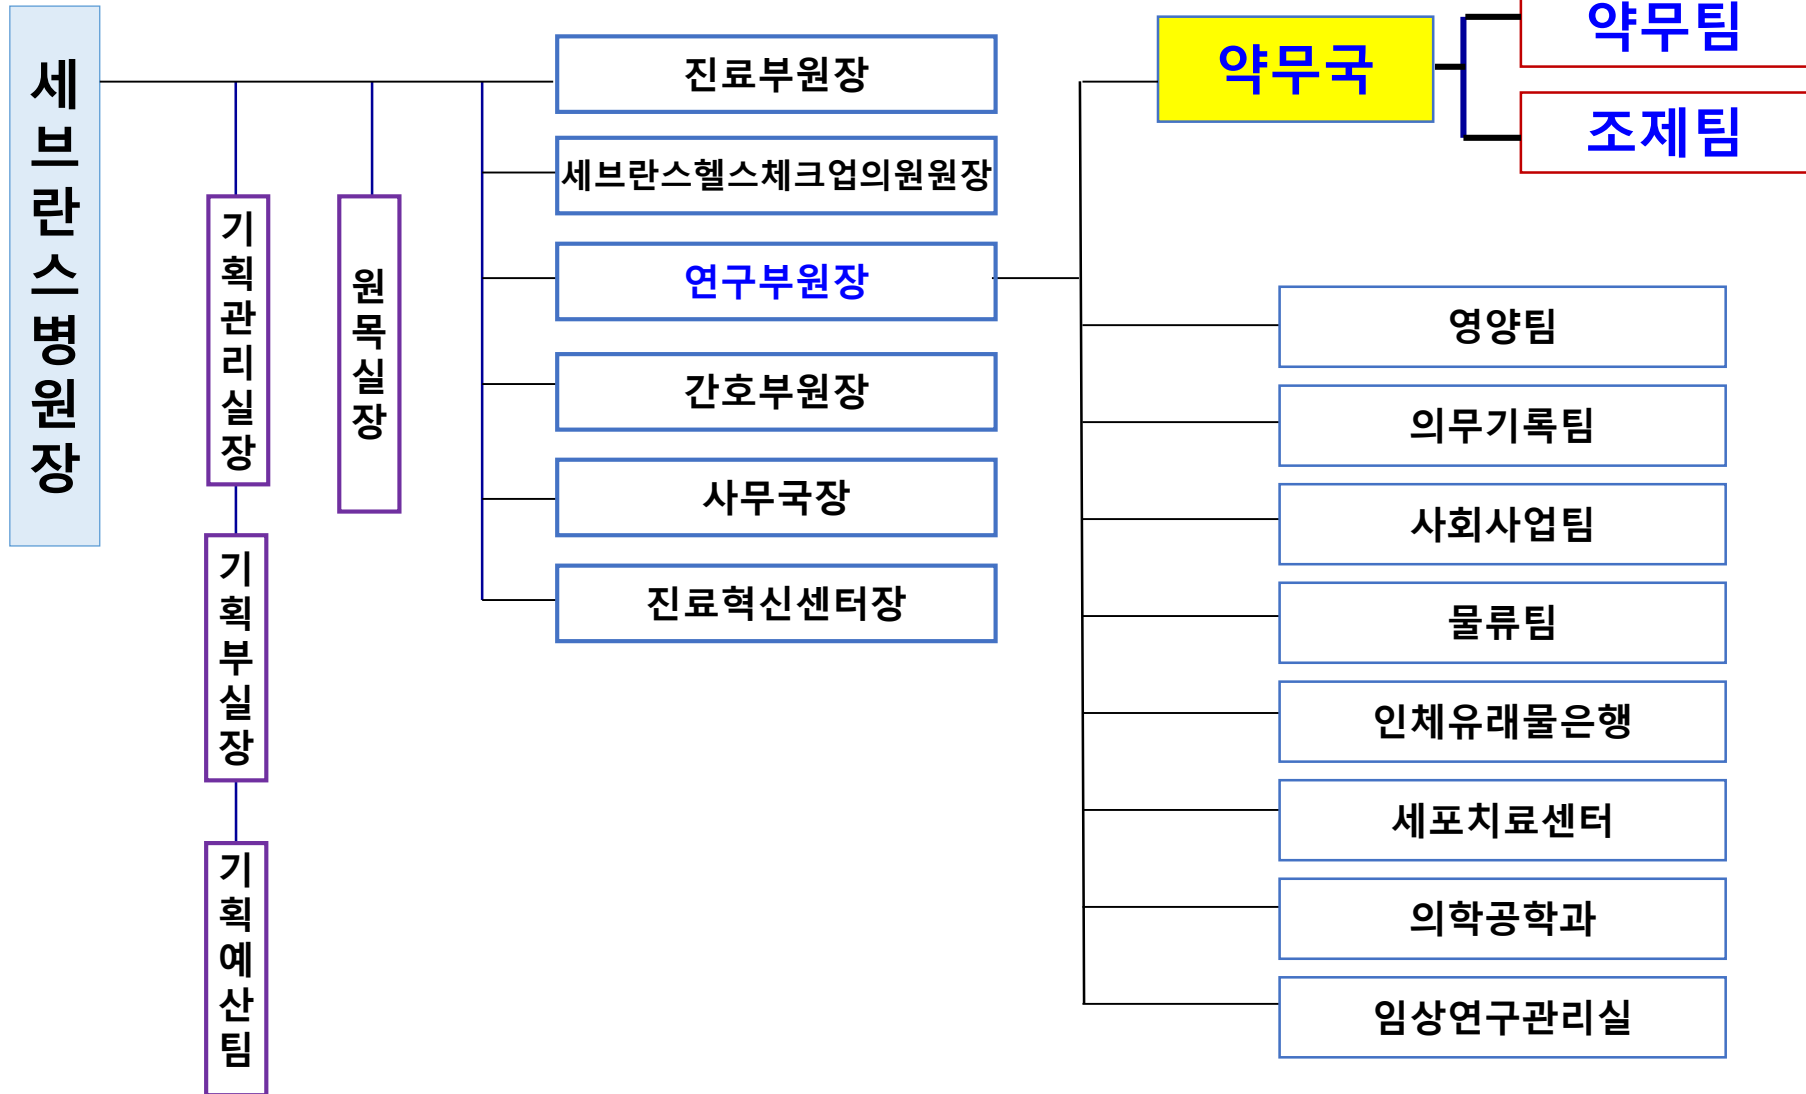 세브란스병원장
기획관리실장
기획부실장
기획예산팀
원목실장
진료부원장
세브란스헬스체크업의원원장
연구부원장
간호부원장
사무국장
진료혁신센터장
약무국
약무팀
조제팀
영양팀
의무기록팀
사회사업팀
물류팀
인체유래물은행
세포치료센터
의학공학과
임상연구관리실